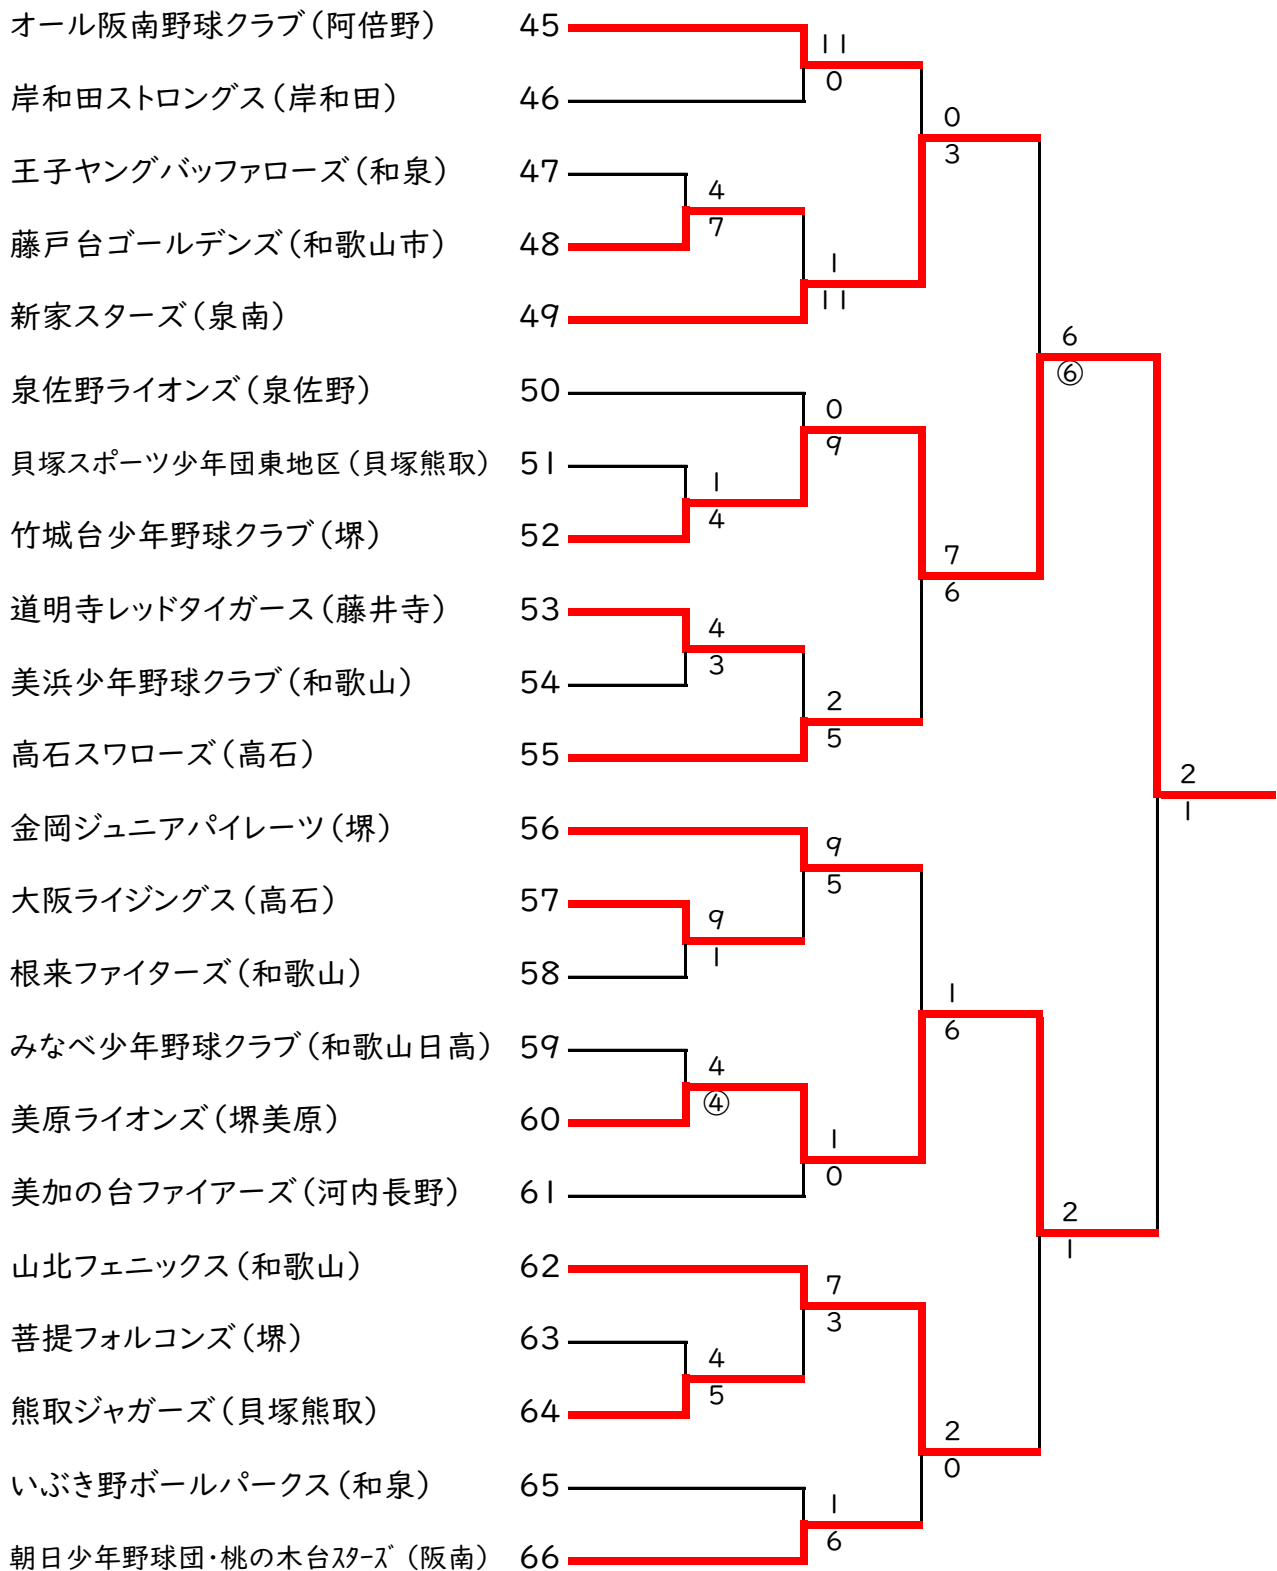 オール阪南野球クラブ(阿倍野) 45
11
0
岸和田ストロングス(岸和田) 46
0
3
王子ヤングバッファローズ(和泉) 47
4
7
藤戸台ゴールデンズ(和歌山市) 48
1
11
新家スターズ(泉南) 49
6
⑥
泉佐野ライオンズ(泉佐野) 50
0
9
貝塚スポーツ少年団東地区(貝塚熊取) 51
1
4
竹城台少年野球クラブ(堺) 52
7
6
道明寺レッドタイガース(藤井寺) 53
4
3
美浜少年野球クラブ(和歌山) 54
2
5
高石スワローズ(高石) 55
2
1
金岡ジュニアパイレーツ(堺) 56
9
5
大阪ライジングス(高石) 57
9
1
根来ファイターズ(和歌山) 58
1
6
みなべ少年野球クラブ(和歌山日高) 59
4
④
美原ライオンズ(堺美原) 60
1
0
美加の台ファイアーズ(河内長野) 61
2
1
山北フェニックス(和歌山) 62
7
3
菩提フォルコンズ(堺) 63
4
5
熊取ジャガーズ(貝塚熊取) 64
2
0
いぶき野ボールパークス(和泉) 65
1
6
朝日少年野球団・桃の木台ｽﾀｰｽﾞ(阪南) 66